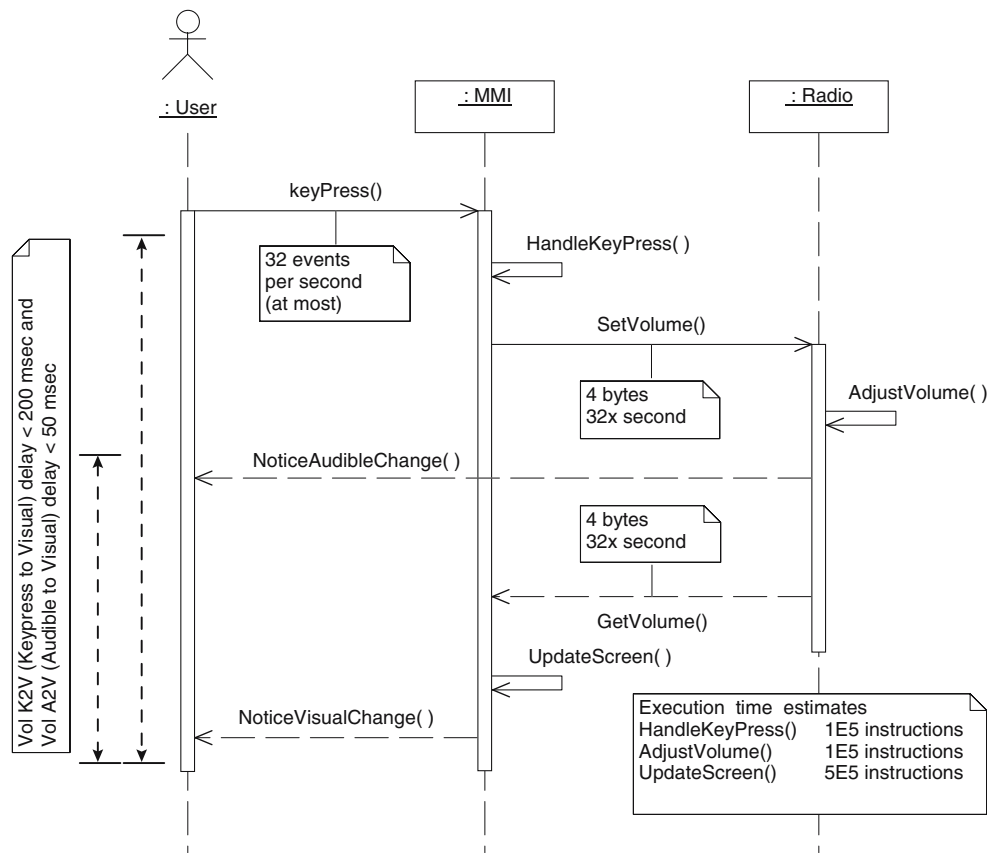 : User
: MMI
: Radio
keyPress()
32 events
per second
(at most)
HandleKeyPress( )
SetVolume()
4 bytes
32x second
AdjustVolume( )
NoticeAudibleChange( )
4 bytes
32x second
GetVolume()
UpdateScreen( )
NoticeVisualChange( )
Vol K2V (Keypress to Visual) delay < 200 msec and
Vol A2V (Audible to Visual) delay < 50 msec
Execution time estimates
HandleKeyPress() 1E5 instructions
AdjustVolume() 1E5 instructions
UpdateScreen() 5E5 instructions